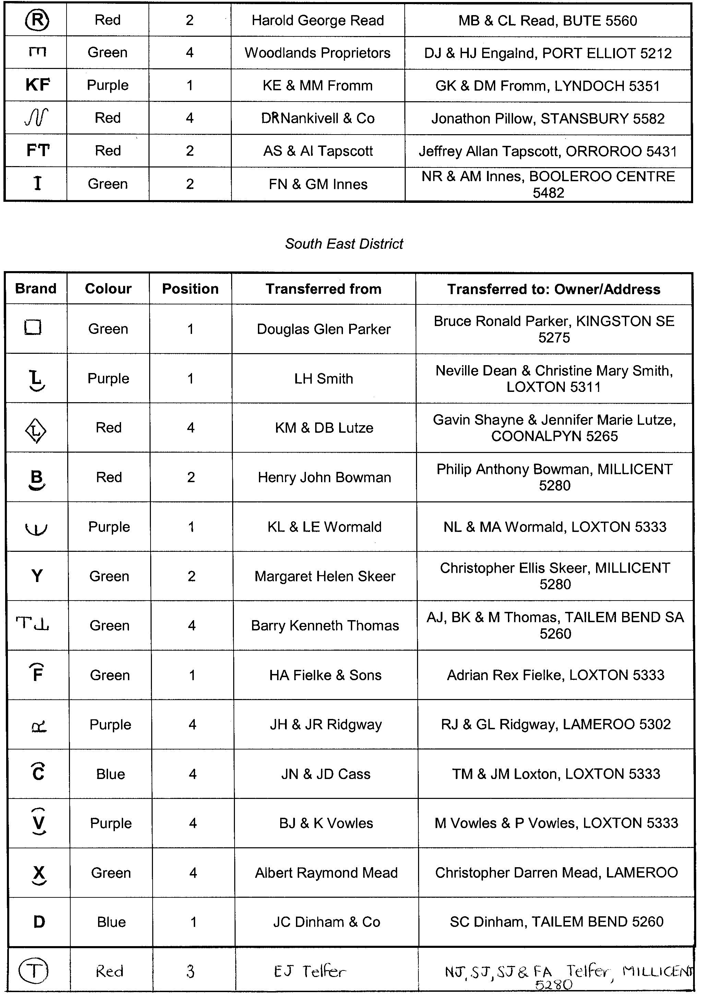 R Red 2 Harold George Read MB & CL Read, BUTE 5560
E Green 4 Woodlands Proprietors DJ & HJ Engalnd, PORT ELLIOT 5212
KF Purple 1 KE & MM Fromm GK & DM Fromm, LYNDOCH 5351
N Red 4 DRNankivell & Co Jonathon Pillow, STANSBURY 5582
FT Red 2 AS & AI Tapscott Jeffrey Allan Tapscott, ORROROO 5431
I Green 2 FN & GM Innes NR & AM Innes, BOOLEROO CENTRE
5482
South East District
Brand Colour Position Transferred from Transferred to: Owner/Address
Green 1 Douglas Glen Parker Bruce Ronald Parker, KINGSTON SE
5275
L Purple 1 LH Smith Neville Dean & Christine Mary Smith,
LOXTON 5311
L Red 4 KM & DB Lutze Gavin Shayne & Jennifer Marie Lutze,
COONALPYN 5265
B Red 2 Henry John Bowman Philip Anthony Bowman, MILLICENT
5280
Purple 1 KL & LE Wormald NL & MA Wormald, LOXTON 5333
Y Green 2 Margaret Helen Skeer Christopher Ellis Skeer, MILLICENT
5280
T T Green 4 Barry Kenneth Thomas AJ, BK & M Thomas, TAILEM BEND SA
5260
F Green 1 HA Fielke & Sons Adrian Rex Fielke, LOXTON 5333
R Purple 4 JH & JR Ridgway RJ & GL Ridgway, LAMEROO 5302
C Blue 4 JN & JD Cass TM & JM Loxton, LOXTON 5333
V Purple 4 BJ & K Vowles M Vowles & P Vowles, LOXTON 5333
X Green 4 Albert Raymond Mead Christopher Darren Mead, LAMEROO
D Blue 1 JC Dinham & Co SC Dinham, TAILEM BEND 5260
T Red 3 EJ Telfer NJ, SJ, SJ & FA Telfer, MILLICENT
5280